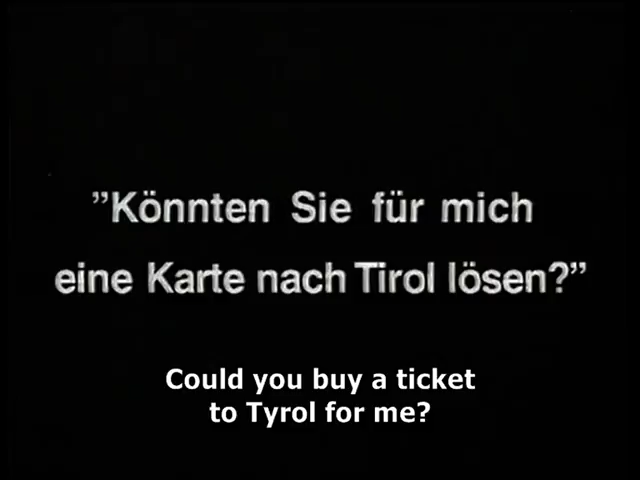 "Könnten Sie für mich
eine Karte nach Tirol lösen?"
Could you buy a ticket
to Tyrol for me?